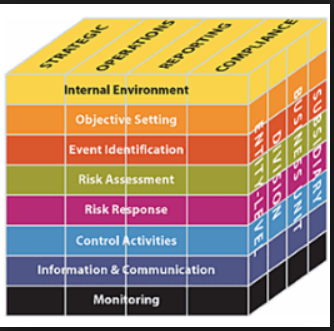 STRATEGIC
OPERATIONS
REPORTING
COMPLIANCE
Internal Environment
Objective Setting
Event Identification
Risk Assessment
Risk Response
Control Activities
Information & Communication
Monitoring
ENTITY-LEVEL
DIVISION
BUSINESS UNIT
SUBSIDIARY